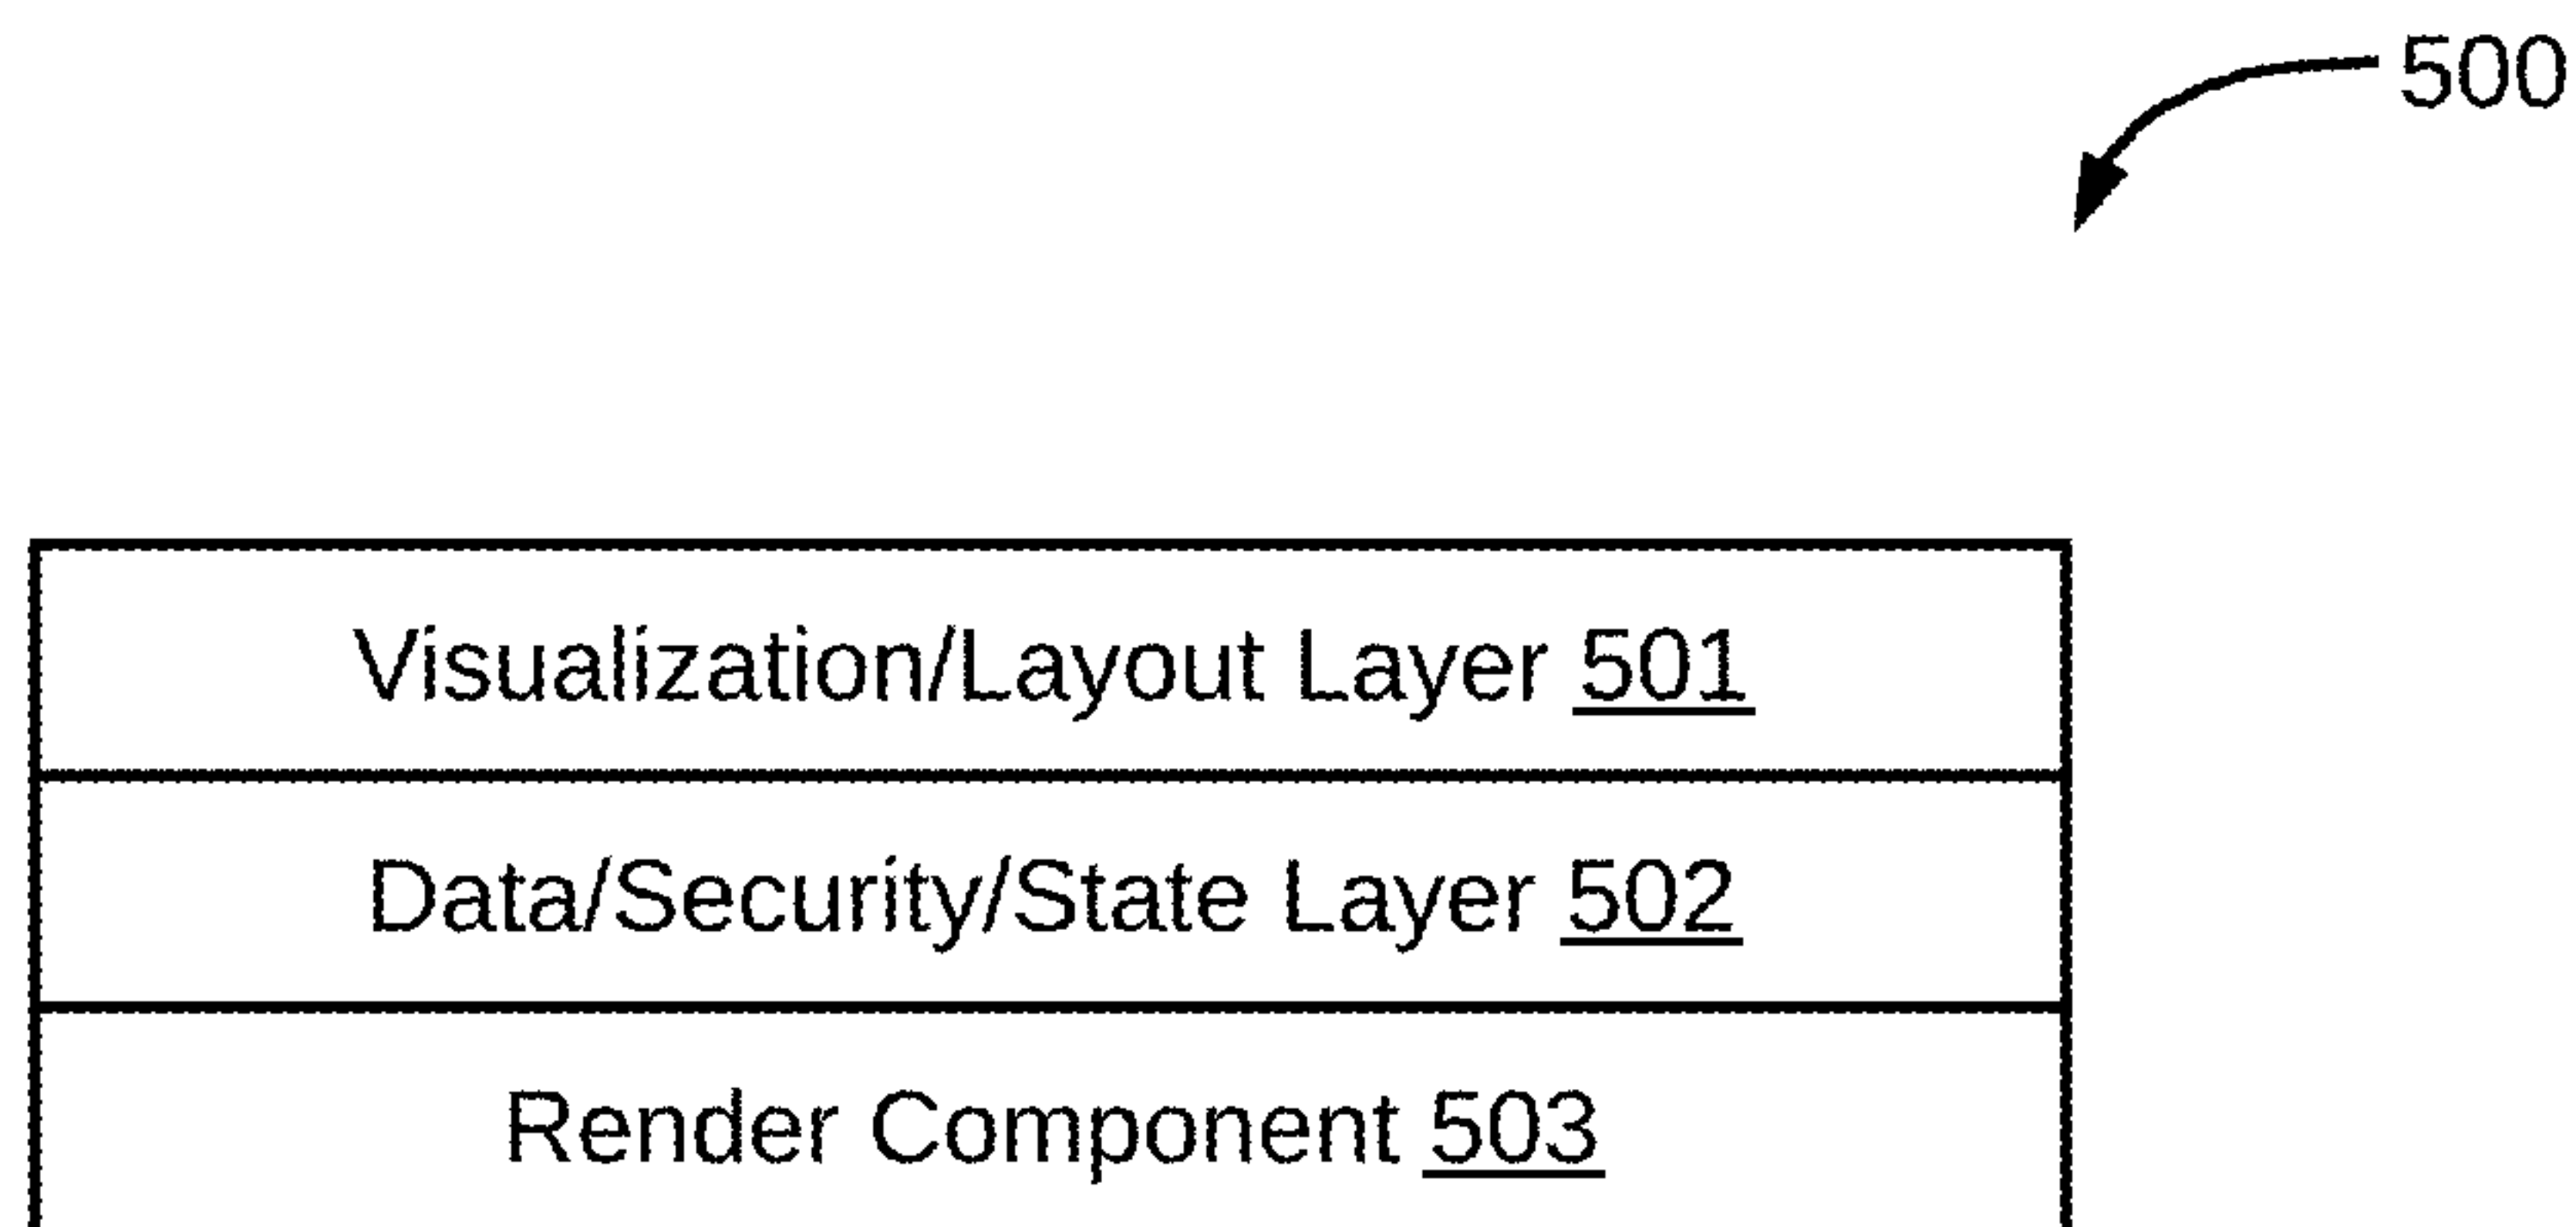 500
Visualization/Layout Layer 501
Data/Security/State Layer 502
Render Component 503